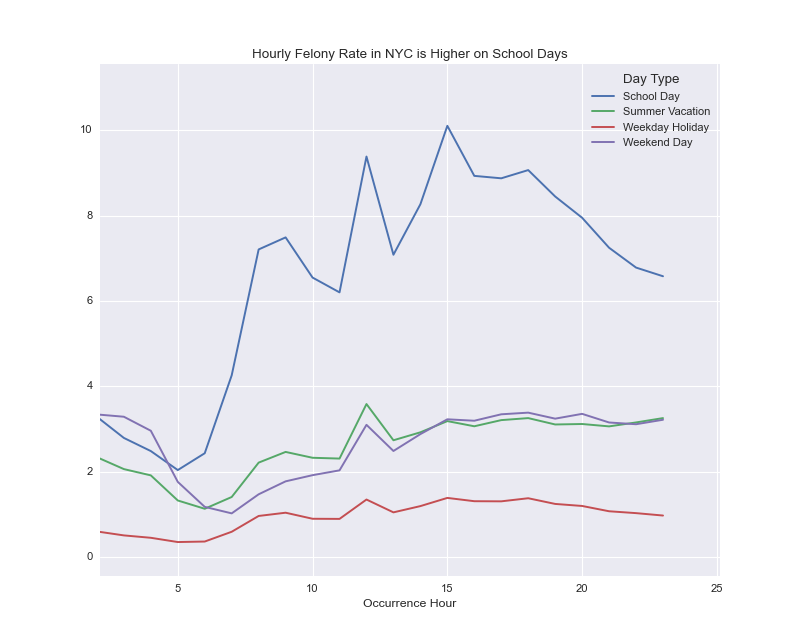 Hourly Felony Rate in NYC is Higher on School Days
Day Type
School Day
Summer Vacation
Weekday Holiday
Weekend Day
10
8
6
4
2
0
5
10
15
20
25
Occurrence Hour